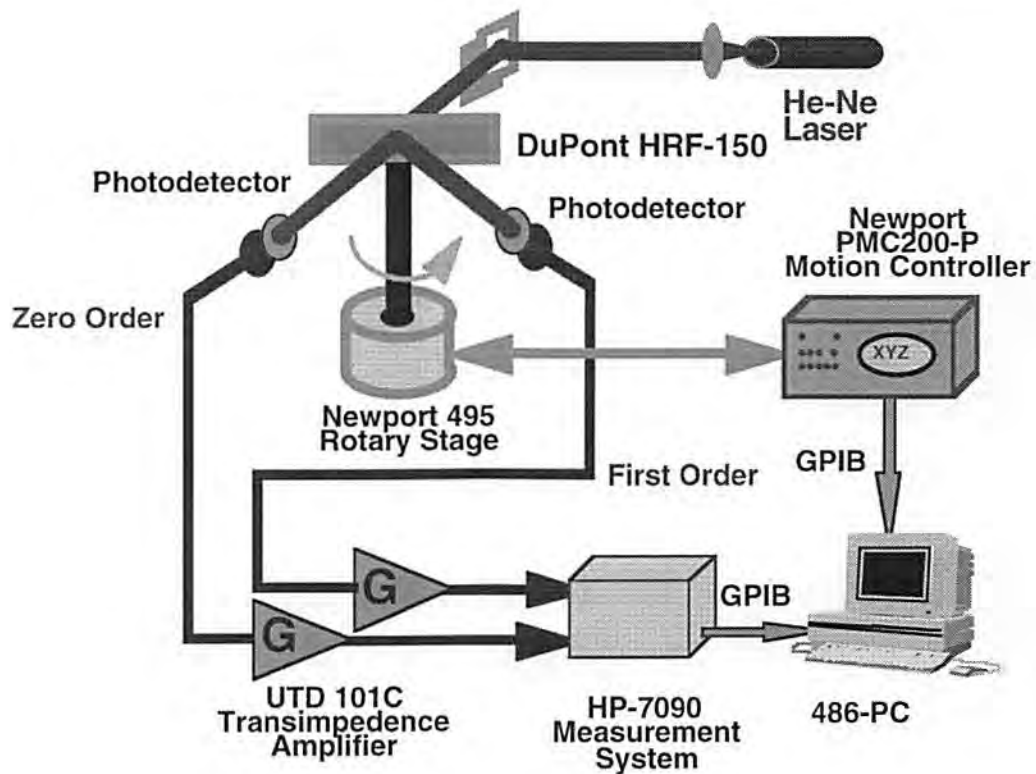 He-Ne
Laser
DuPont HRF-150
Photodetector
Photodetector
Newport
PMC200-P
Motion Controller
Zero Order
XYZ
Newport 495
Rotary Stage
First Order
GPIB
G
G
GPIB
UTD 101C
Transimpedence
Amplifier
HP-7090
Measurement
System
486-PC